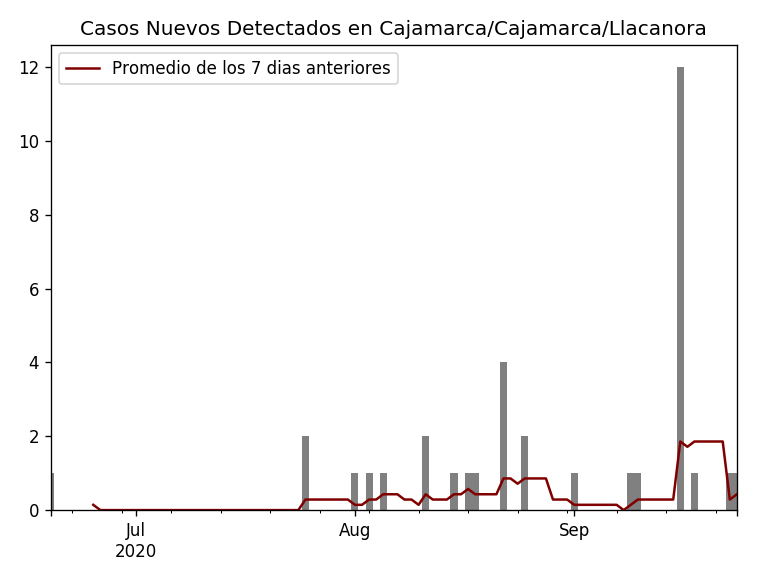 Casos Nuevos Detectados en Cajamarca/Cajamarca/Llacanora
Promedio de los 7 dias anteriores
12
10
8
6
4
2
0
Jul
2020
Aug
Sep